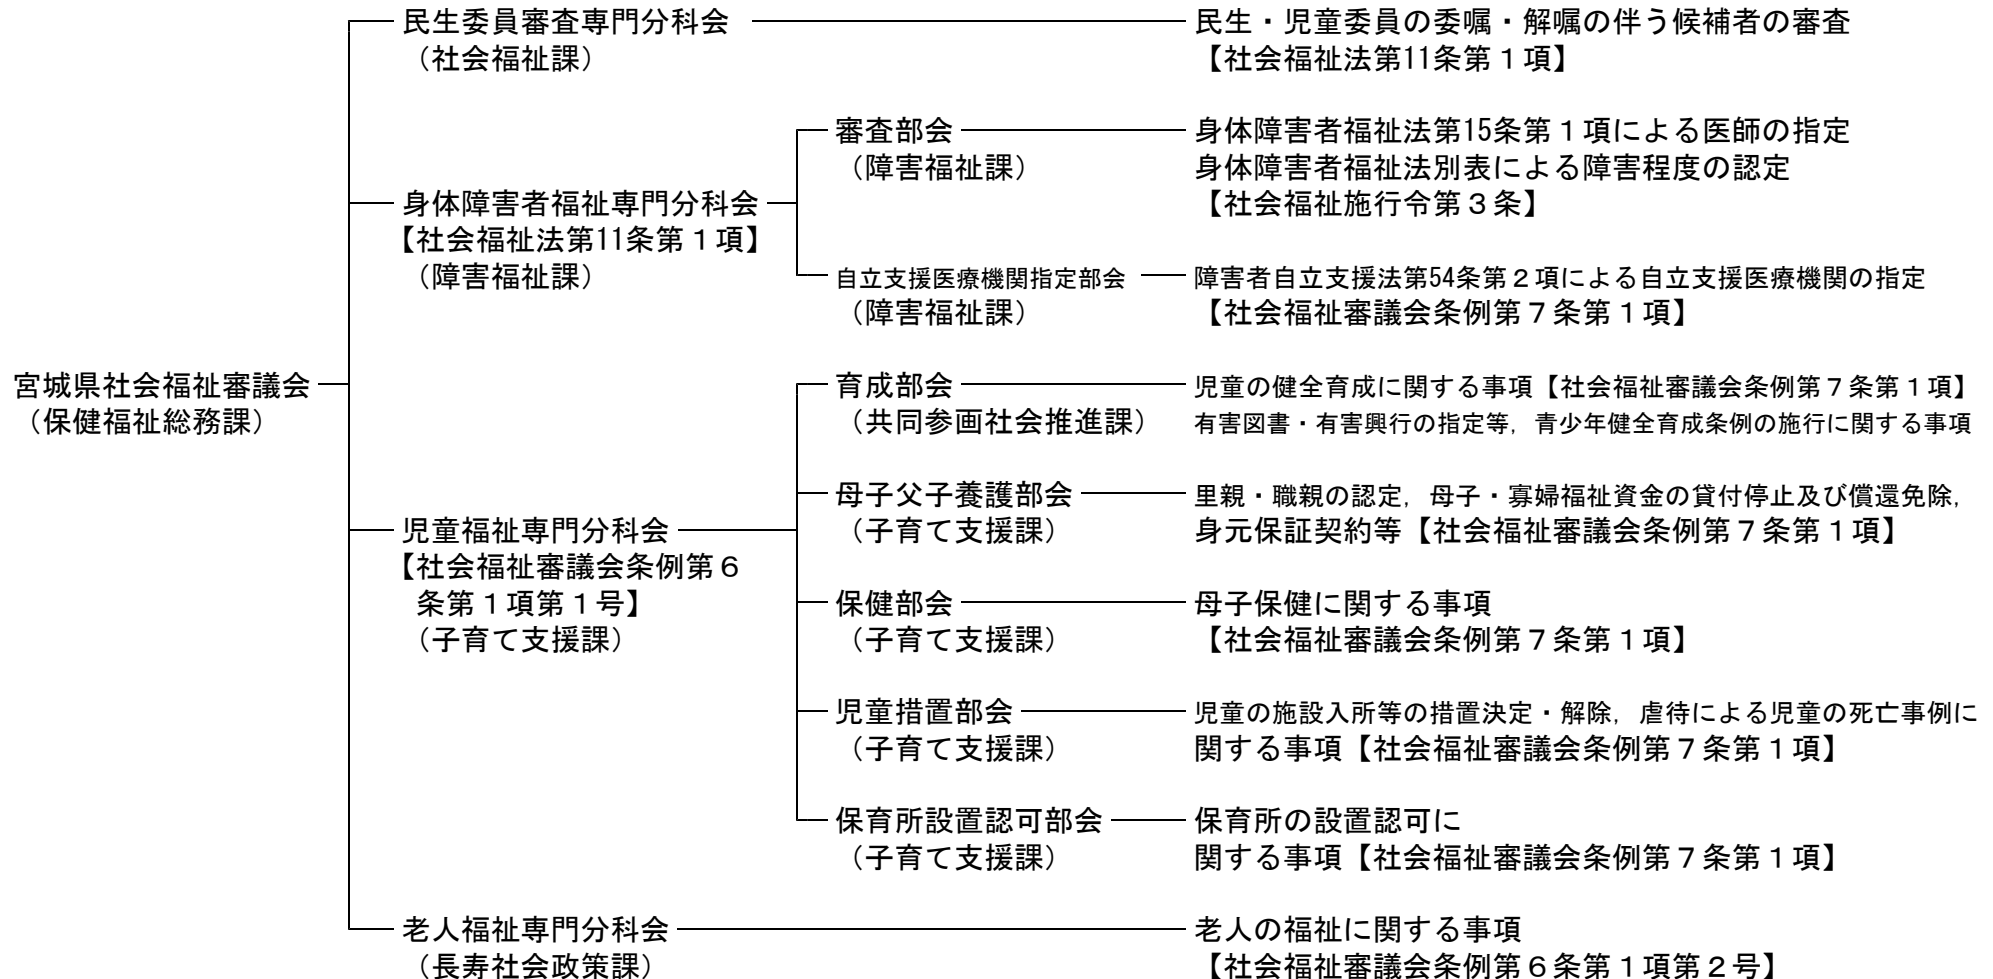 民生委員審査専門分科会
民生・児童委員の委嘱・解嘱の伴う候補者の審査
（社会福祉課）
【社会福祉法第11条第１項】
審査部会
身体障害者福祉法第15条第１項による医師の指定
（障害福祉課）
身体障害者福祉法別表による障害程度の認定
身体障害者福祉専門分科会
【社会福祉施行令第３条】
【社会福祉法第11条第１項】
（障害福祉課）
自立支援医療機関指定部会
障害者自立支援法第54条第２項による自立支援医療機関の指定
（障害福祉課）
【社会福祉審議会条例第７条第１項】
宮城県社会福祉審議会
（保健福祉総務課）
育成部会
児童の健全育成に関する事項【社会福祉審議会条例第７条第１項】
（共同参画社会推進課）
有害図書・有害興行の指定等，青少年健全育成条例の施行に関する事項
母子父子養護部会
里親・職親の認定，母子・寡婦福祉資金の貸付停止及び償還免除，
（子育て支援課）
身元保証契約等【社会福祉審議会条例第７条第１項】
児童福祉専門分科会
【社会福祉審議会条例第６
条第１項第１号】
（子育て支援課）
保健部会
母子保健に関する事項
（子育て支援課）
【社会福祉審議会条例第７条第１項】
児童措置部会
児童の施設入所等の措置決定・解除，虐待による児童の死亡事例に
（子育て支援課）
関する事項【社会福祉審議会条例第７条第１項】
保育所設置認可部会
保育所の設置認可に
（子育て支援課）
関する事項【社会福祉審議会条例第７条第１項】
老人福祉専門分科会
老人の福祉に関する事項
（長寿社会政策課）
【社会福祉審議会条例第６条第１項第２号】